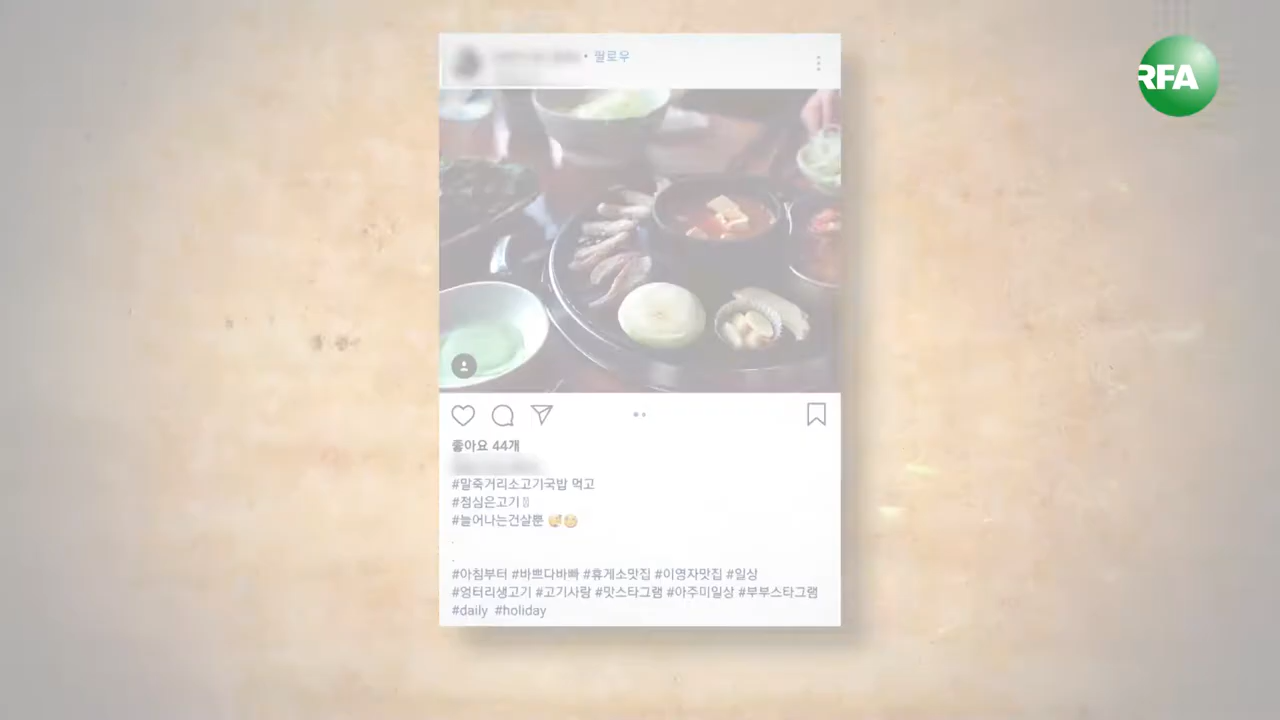 • 팔로우
RFA
좋아요 44개
#말죽거리소고기국밥 먹고
#점심은고기
#늘어나는건살뿐
.
.
#아침부터 #바쁘다바빠 #휴게소맛집 #이영자맛집 #일상
#엉터리생고기 #고기사랑 #맛스타그램 #아주미일상 #부부스타그램
#daily #holiday